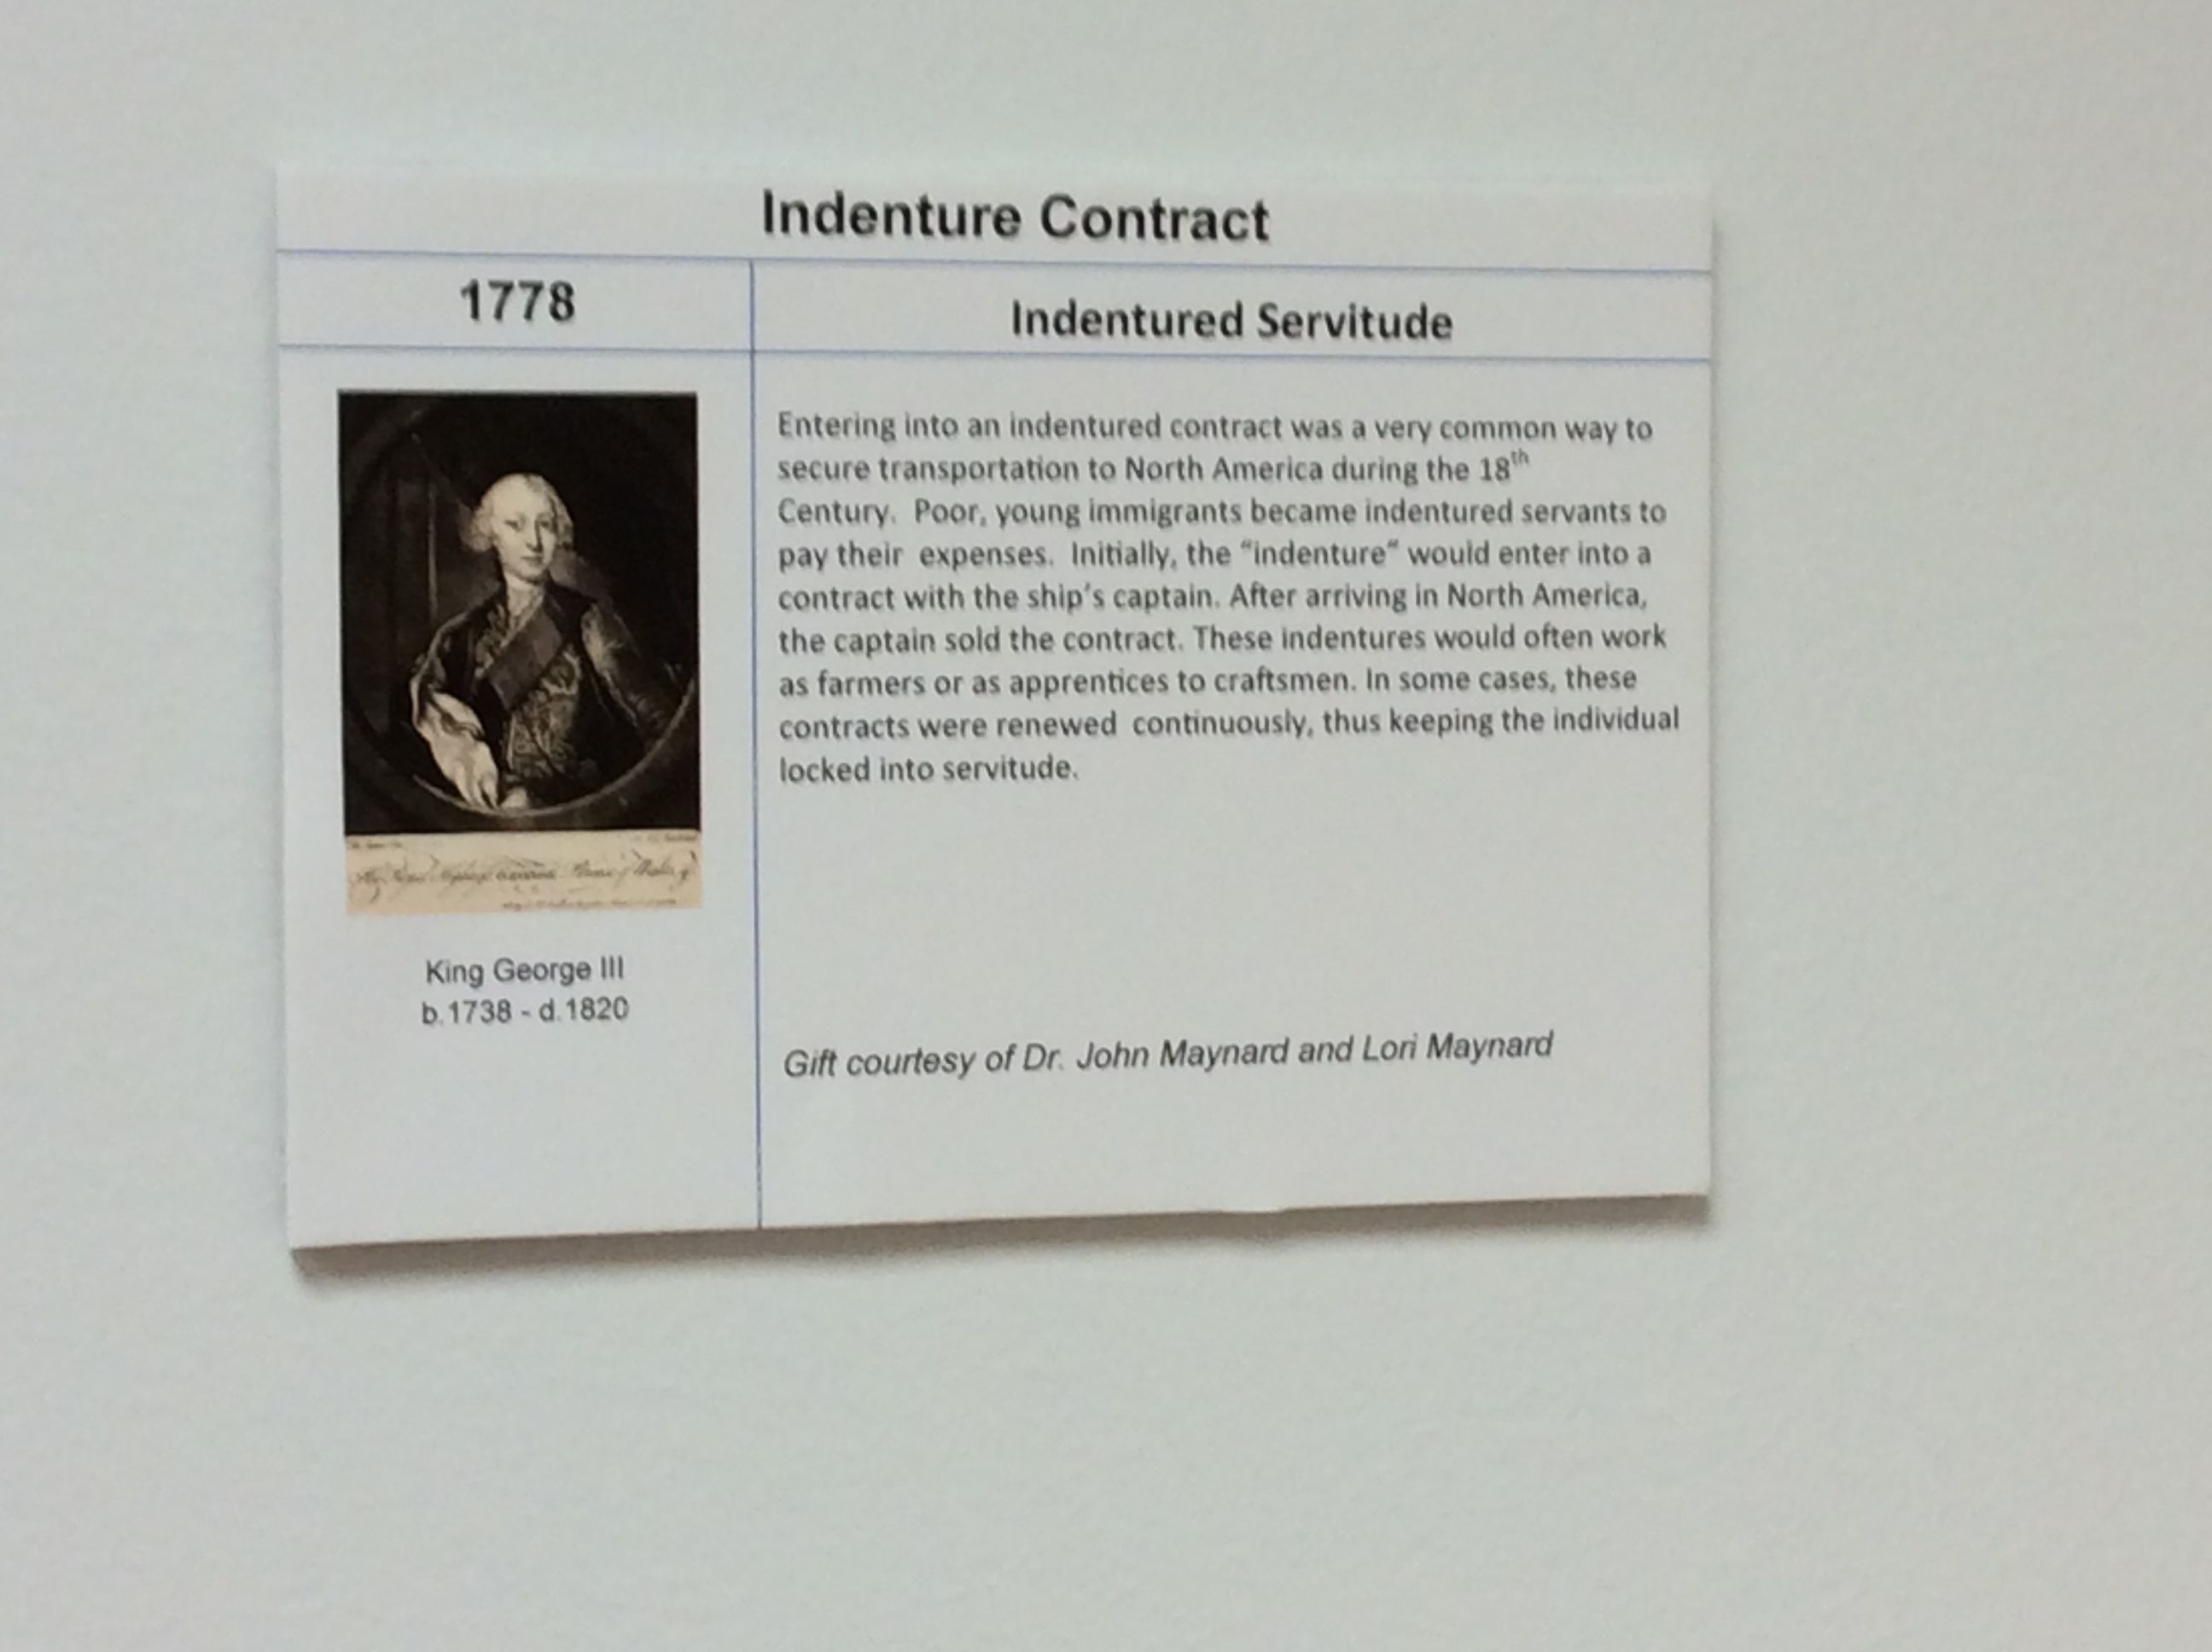 Indenture Contract
1778
Indentured Servitude
Entering into an indentured contract was a very common way to
secure transportation to North America during the 18th
Century. Poor, young immigrants became indentured servants to
pay their expenses. Initially, the “indenture” would enter into a
contract with the ship's captain. After arriving in North America,
the captain sold the contract. These indentures would often work
as farmers or as apprentices to craftsmen. In some cases, these
contracts were renewed continuously, thus keeping the individual
locked into servitude.
King George III
b.1738 - d.1820
Gift courtesy of Dr. John Maynard and Lori Maynard